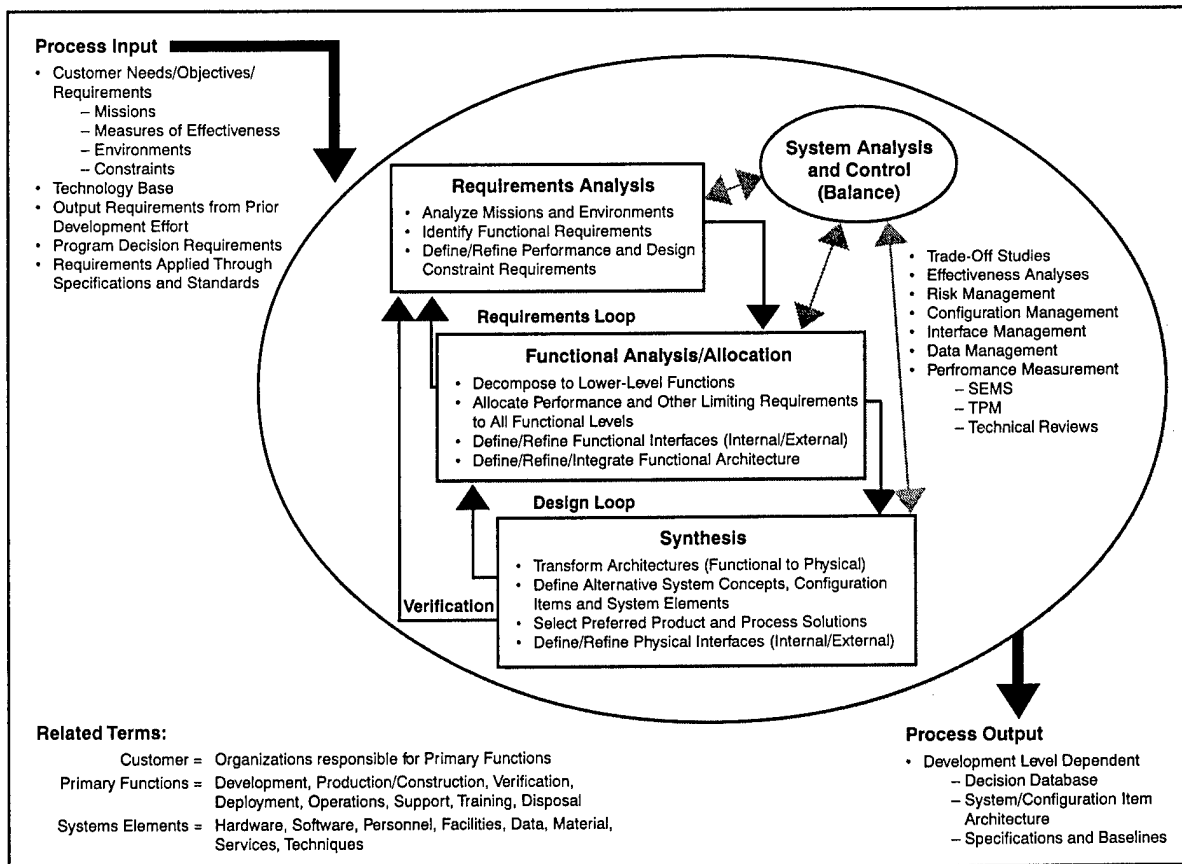 Process Input
• Customer Needs/Objectives/
Requirements
– Missions
– Measures of Effectiveness
– Environments
– Constraints
• Technology Base
• Output Requirements from Prior
Development Effort
• Program Decision Requirements
• Requirements Applied Through
Specifications and Standards
System Analysis
and Control
(Balance)
Requirements Analysis
• Analyze Missions and Environments
• Identify Functional Requirements
• Define/Refine Performance and Design
Constraint Requirements
• Trade-Off Studies
• Effectiveness Analyses
• Risk Management
• Configuration Management
• Interface Management
• Data Management
• Perfromance Measurement
– SEMS
– TPM
– Technical Reviews
Requirements Loop
Functional Analysis/Allocation
• Decompose to Lower-Level Functions
• Allocate Performance and Other Limiting Requirements
to All Functional Levels
• Define/Refine Functional Interfaces (Internal/External)
• Define/Refine/Integrate Functional Architecture
Design Loop
Synthesis
• Transform Architectures (Functional to Physical)
• Define Alternative System Concepts, Configuration
Items and System Elements
• Select Preferred Product and Process Solutions
• Define/Refine Physical Interfaces (Internal/External)
Verification
Related Terms:
Customer = Organizations responsible for Primary Functions
Primary Functions = Development, Production/Construction, Verification,
Deployment, Operations, Support, Training, Disposal
Systems Elements = Hardware, Software, Personnel, Facilities, Data, Material,
Services, Techniques
Process Output
• Development Level Dependent
– Decision Database
– System/Configuration Item
Architecture
– Specifications and Baselines